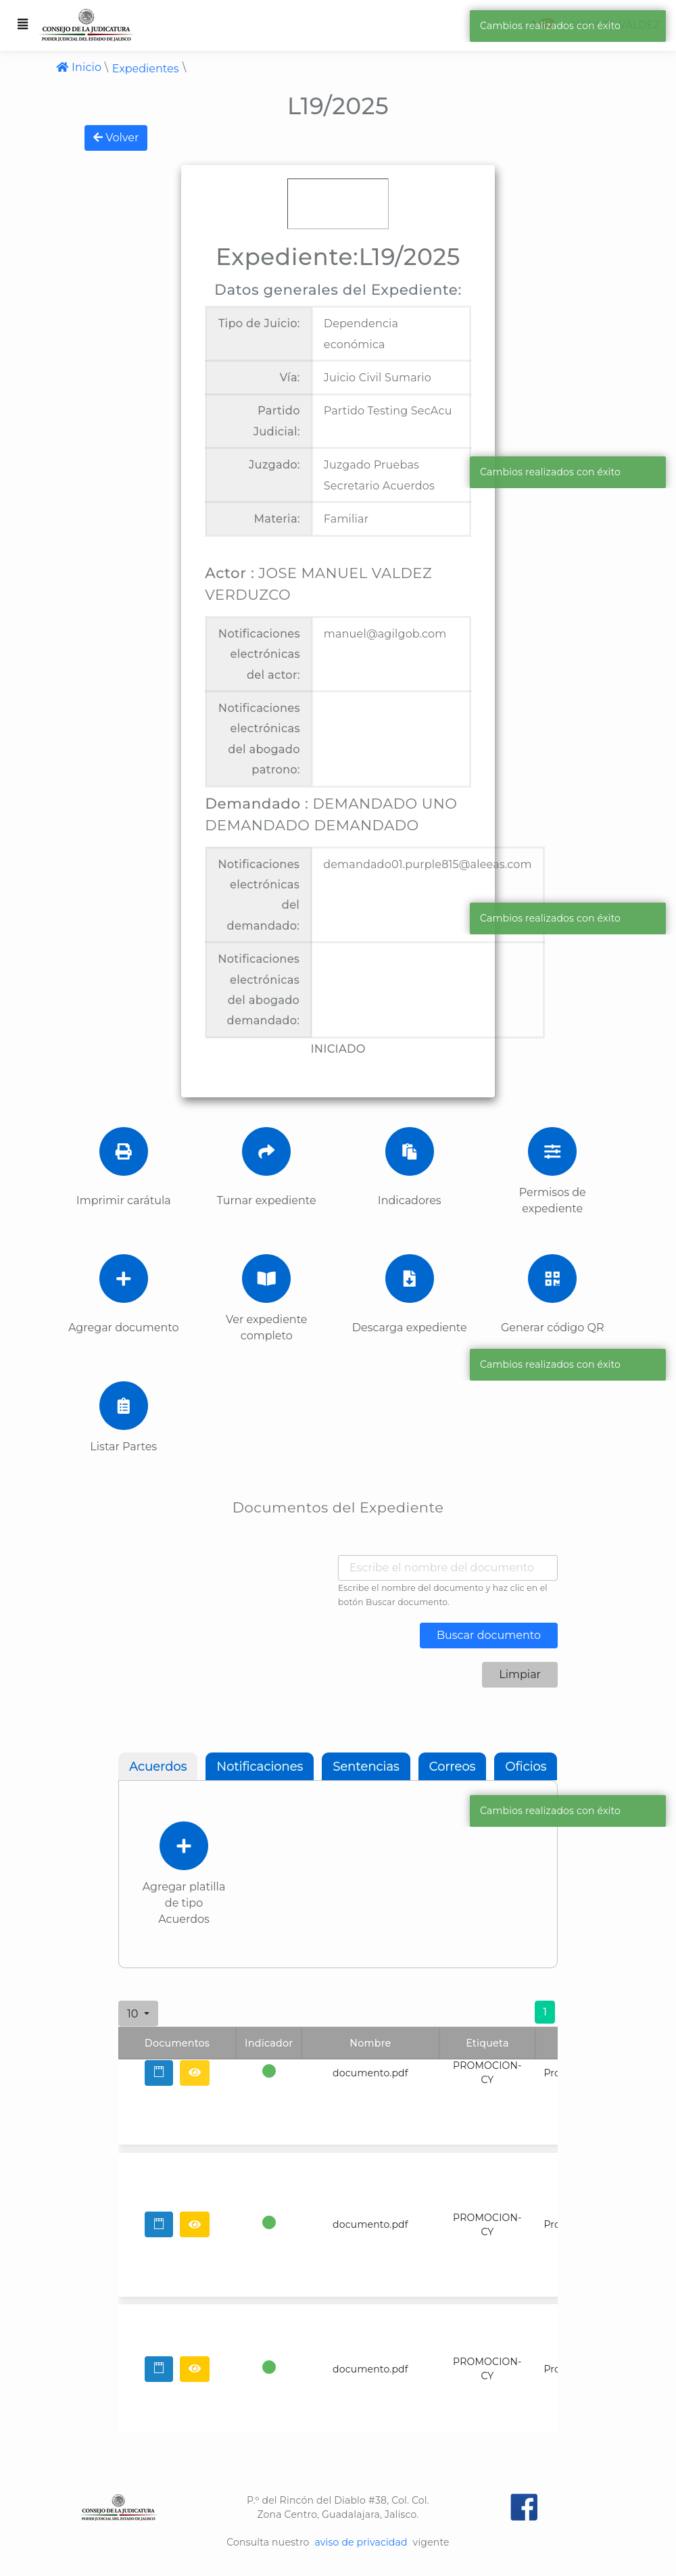 CONSEJO DE LA JUDICATURA
PODER JUDICIAL DEL ESTADO DE JALISCO
Cambios realizados con éxito
Inicio \ Expedientes \
L19/2025
Volver
Expediente:L19/2025
Datos generales del Expediente:
Tipo de Juicio:
Dependencia
económica
Vía:
Juicio Civil Sumario
Partido
Judicial:
Partido Testing SecAcu
Juzgado:
Juzgado Pruebas
Secretario Acuerdos
Cambios realizados con éxito
Materia:
Familiar
Actor : JOSE MANUEL VALDEZ
VERDUZCO
Notificaciones
electrónicas
del actor:
manuel@agilgob.com
Notificaciones
electrónicas
del abogado
patrono:
Demandado : DEMANDADO UNO
DEMANDADO DEMANDADO
Notificaciones
electrónicas
del
demandado:
demandado01.purple815@aleeas.com
Cambios realizados con éxito
Notificaciones
electrónicas
del abogado
demandado:
INICIADO
Imprimir carátula
Turnar expediente
Indicadores
Permisos de
expediente
Agregar documento
Ver expediente
completo
Descarga expediente
Generar código QR
Cambios realizados con éxito
Listar Partes
Documentos del Expediente
Escribe el nombre del documento
Escribe el nombre del documento y haz clic en el
botón Buscar documento.
Buscar documento
Limpiar
Acuerdos
Notificaciones
Sentencias
Correos
Oficios
Cambios realizados con éxito
Agregar platilla
de tipo
Acuerdos
10
1
Documentos
Indicador
Nombre
Etiqueta
documento.pdf
PROMOCION-
CY
Pro
documento.pdf
PROMOCION-
CY
Pro
documento.pdf
PROMOCION-
CY
Pro
CONSEJO DE LA JUDICATURA
PODER JUDICIAL DEL ESTADO DE JALISCO
P.º del Rincón del Diablo #38, Col. Col.
Zona Centro, Guadalajara, Jalisco.
Consulta nuestro aviso de privacidad vigente